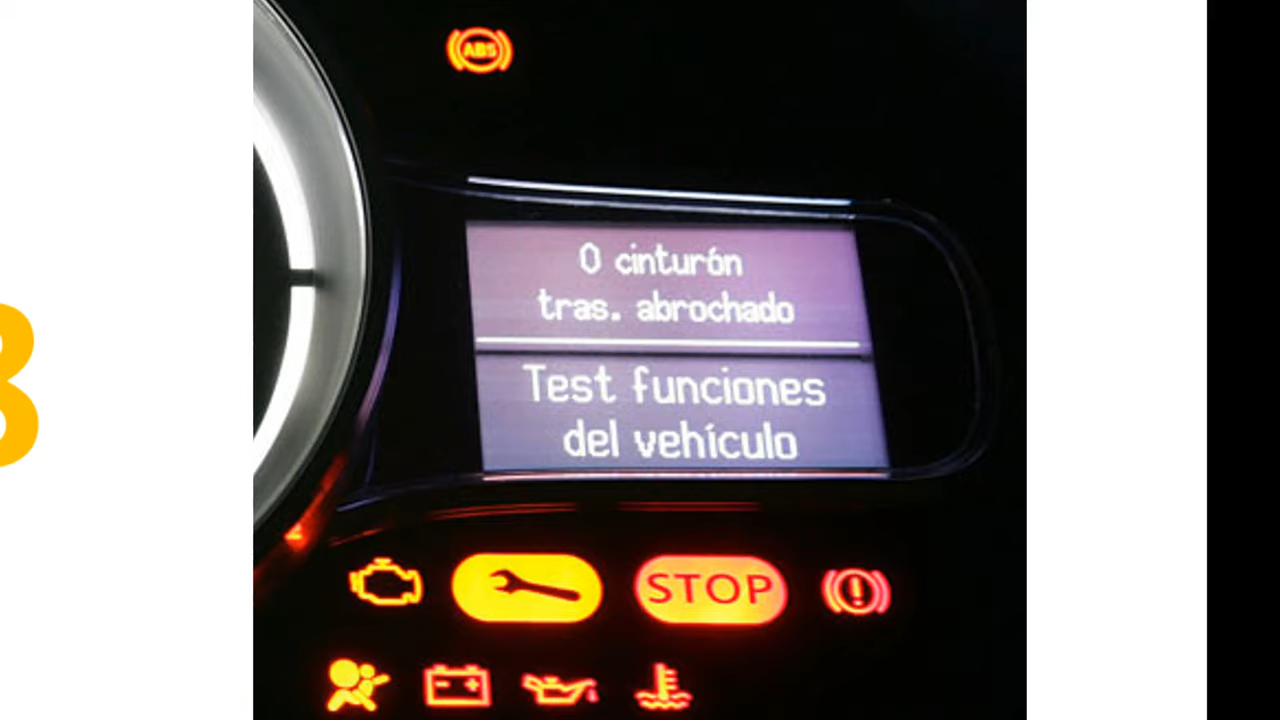 ABS
0 cinturón
tras. abrochado
Test funciones
del vehículo
STOP